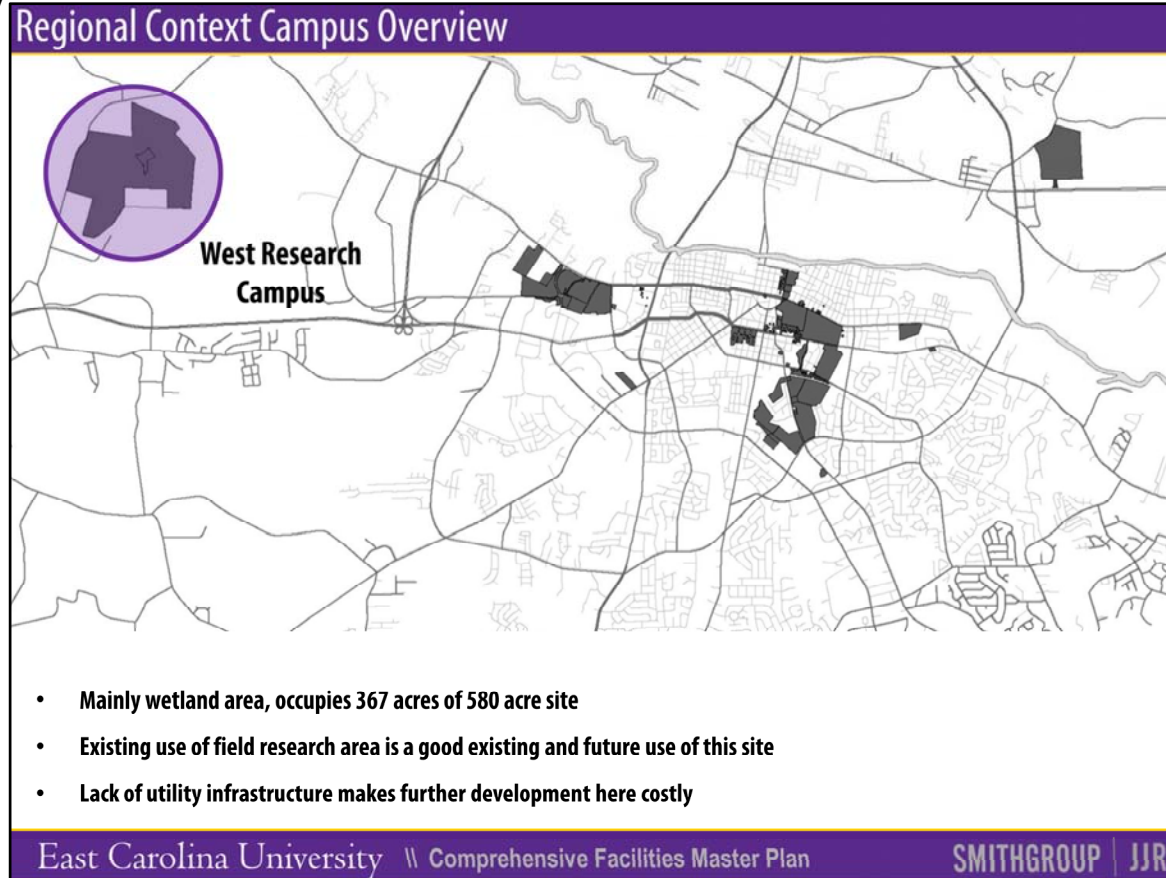 Regional Context Campus Overview
West Research
Campus
• Mainly wetland area, occupies 367 acres of 580 acre site
• Existing use of field research area is a good existing and future use of this site
• Lack of utility infrastructure makes further development here costly
East Carolina University \\ Comprehensive Facilities Master Plan SMITHGROUP | JJR